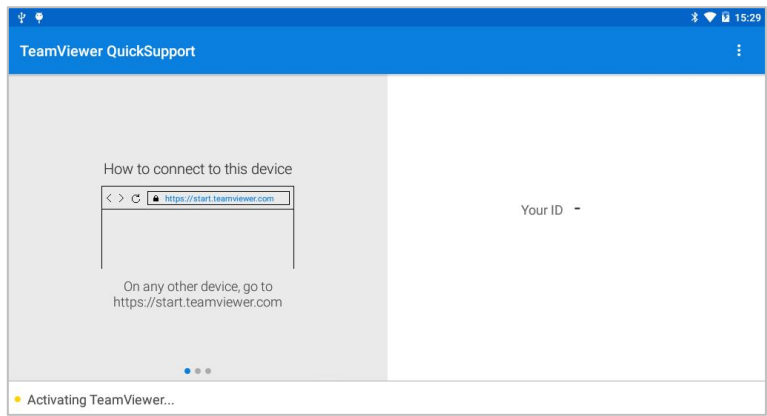 15:29
TeamViewer QuickSupport
How to connect to this device
https://start.teamviewer.com
On any other device, go to
https://start.teamviewer.com
Your ID -
Activating TeamViewer...